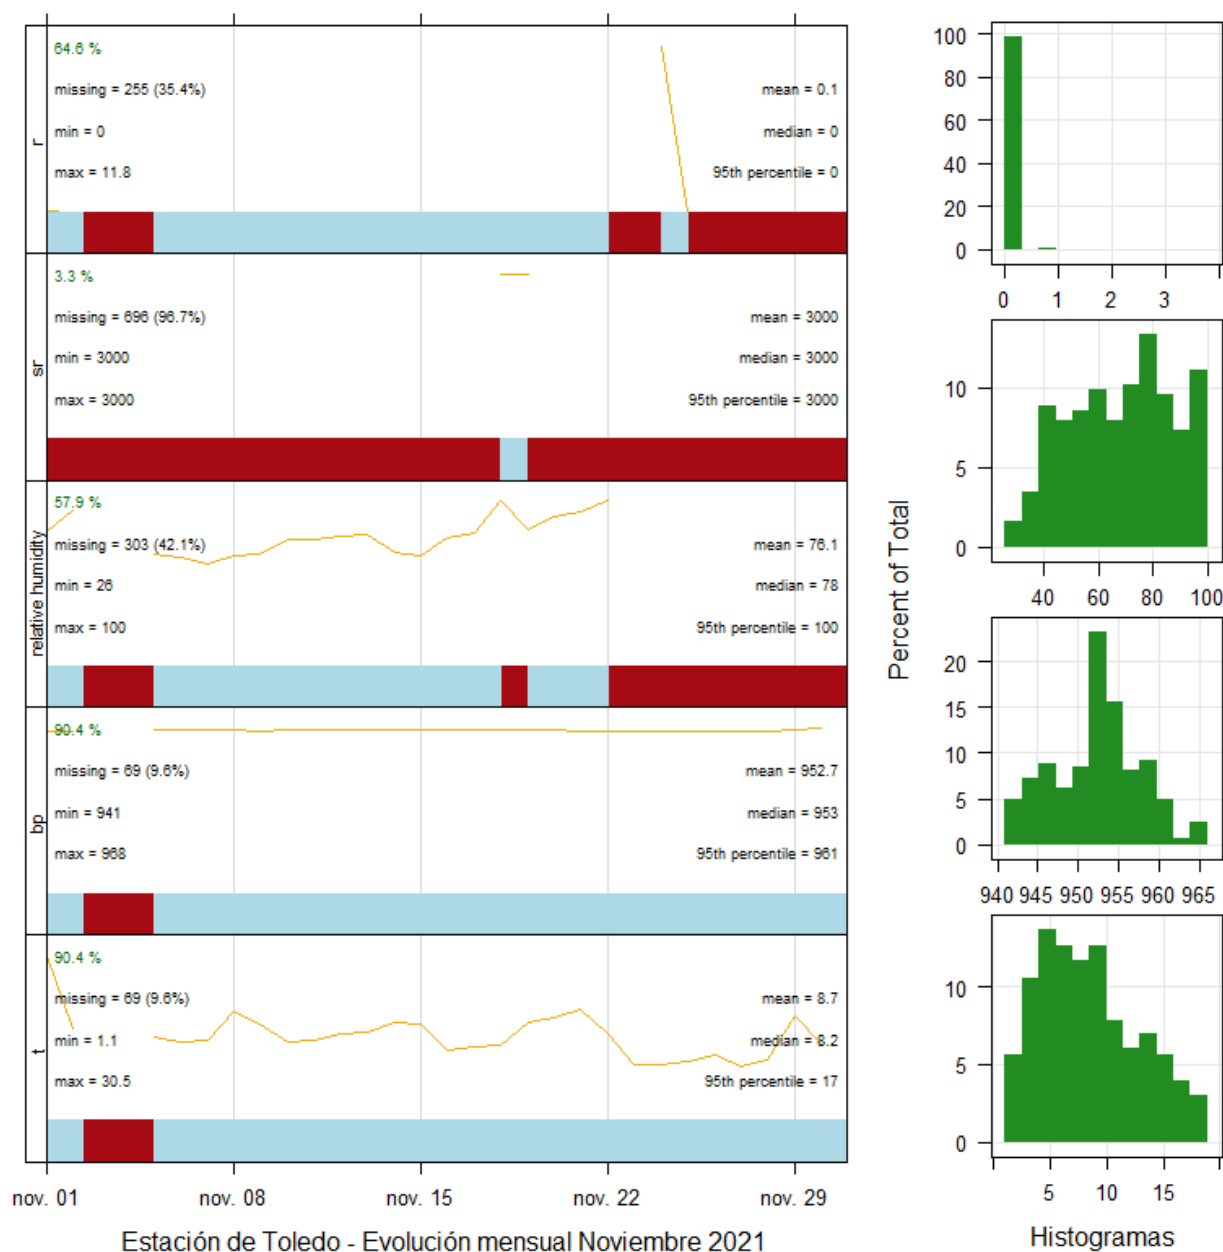 r
64.6 %
missing = 255 (35.4%)
min = 0
max = 11.8
mean = 0.1
median = 0
95th percentile = 0
sr
3.3 %
missing = 696 (96.7%)
min = 3000
max = 3000
mean = 3000
median = 3000
95th percentile = 3000
relative humidity
57.9 %
missing = 303 (42.1%)
min = 26
max = 100
mean = 76.1
median = 78
95th percentile = 100
bp
90.4 %
missing = 69 (9.6%)
min = 941
max = 968
mean = 952.7
median = 953
95th percentile = 961
t
90.4 %
missing = 69 (9.6%)
min = 1.1
max = 30.5
mean = 8.7
median = 8.2
95th percentile = 17
nov. 01 nov. 08 nov. 15 nov. 22 nov. 29
Estación de Toledo - Evolución mensual Noviembre 2021
Percent of Total
100
80
60
40
20
0
0 1 2 3
10
5
0
40 60 80 100
20
15
10
5
0
940 945 950 955 960 965
10
5
0
5 10 15
Histogramas